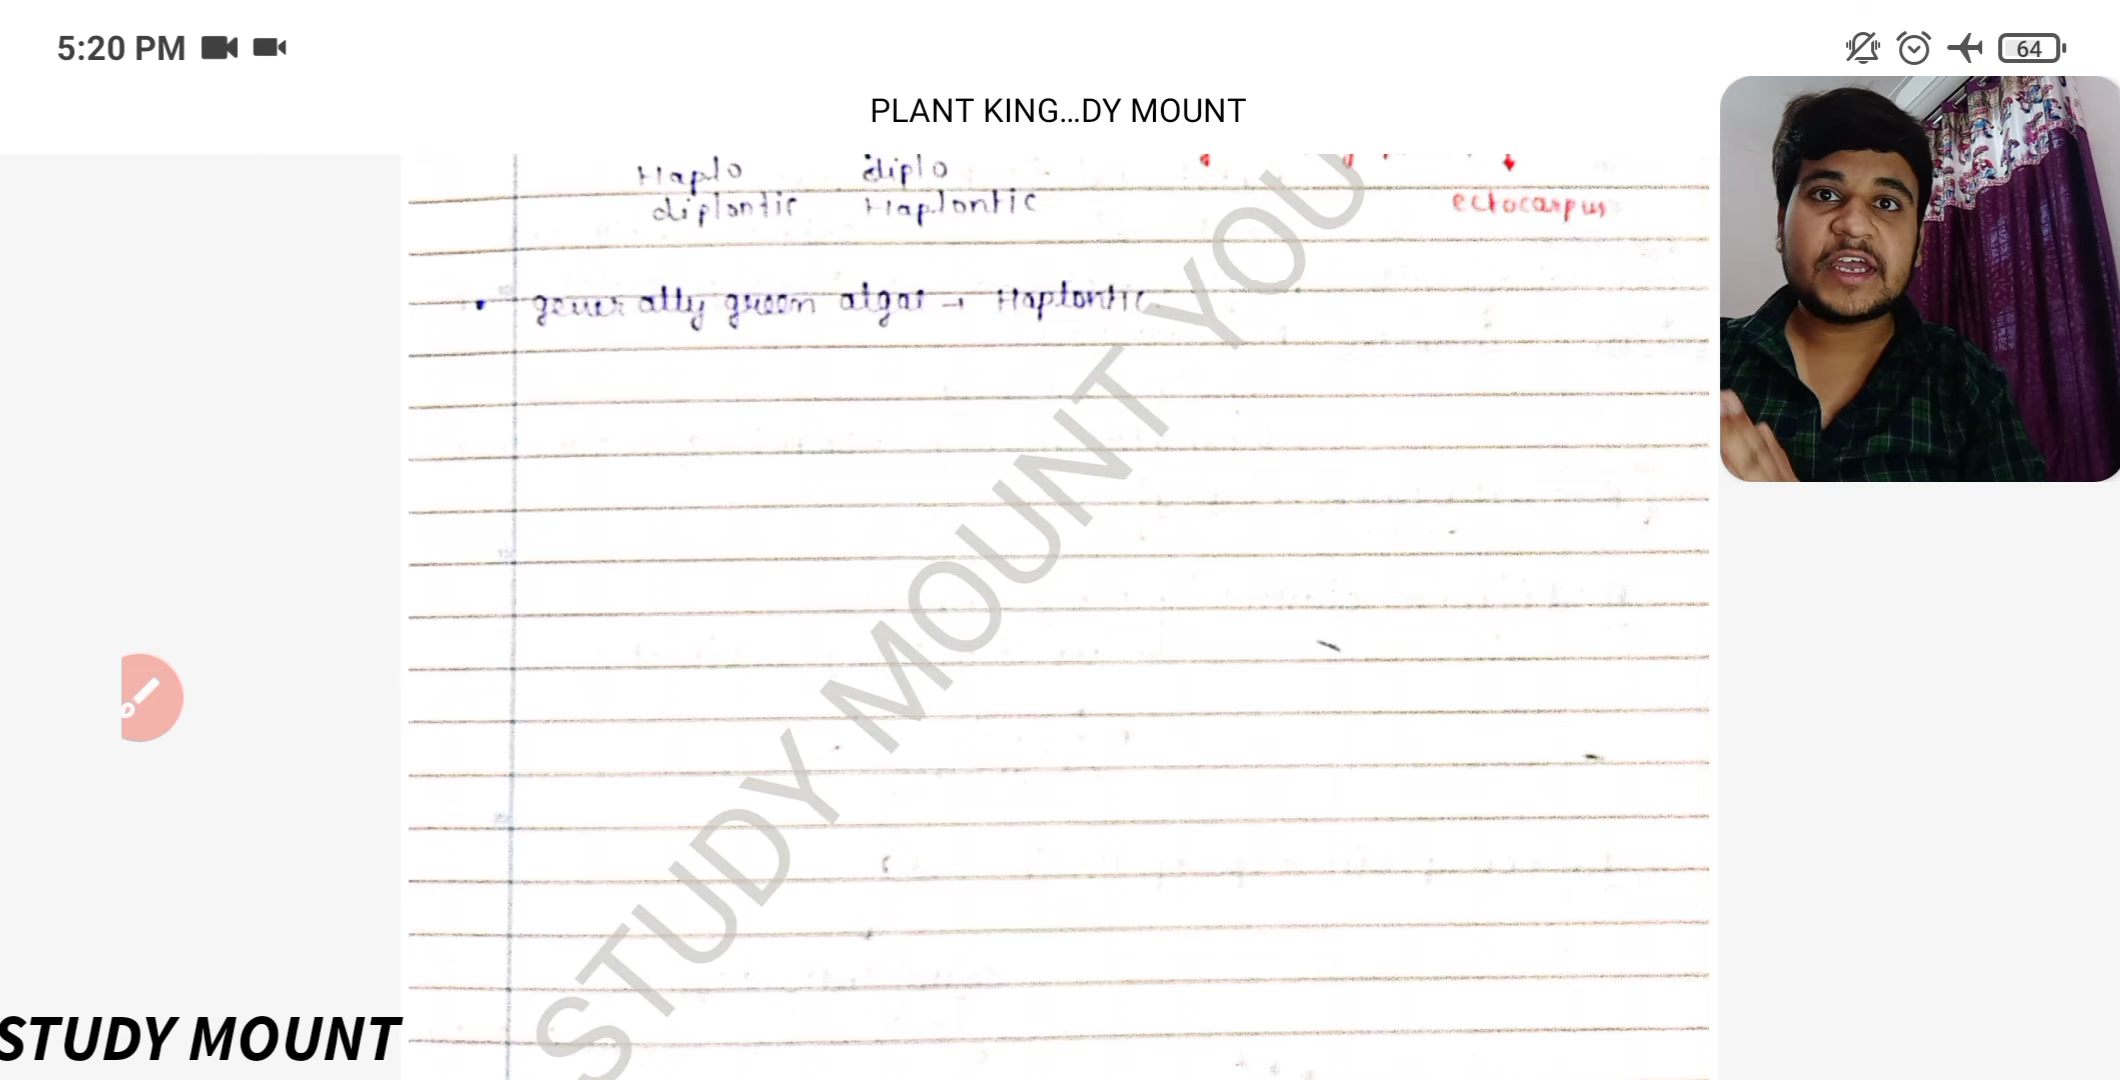 5:20 PM
64
PLANT KING...DY MOUNT
Haplo diplo
diplontic Haplontic
ectocarpus
• generally green algae → Haplontic
STUDY MOUNT YOU
STUDY MOUNT